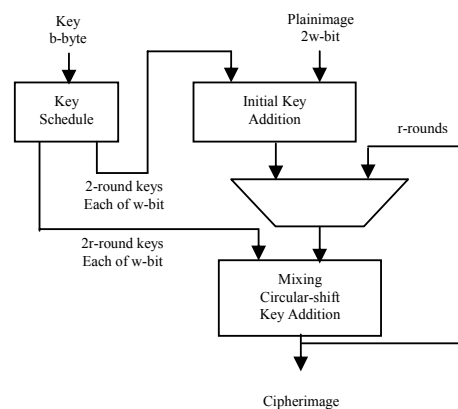 Key
b-byte
Plainimage
2w-bit
Key
Schedule
Initial Key
Addition
r-rounds
2-round keys
Each of w-bit
2r-round keys
Each of w-bit
Mixing
Circular-shift
Key Addition
Cipherimage